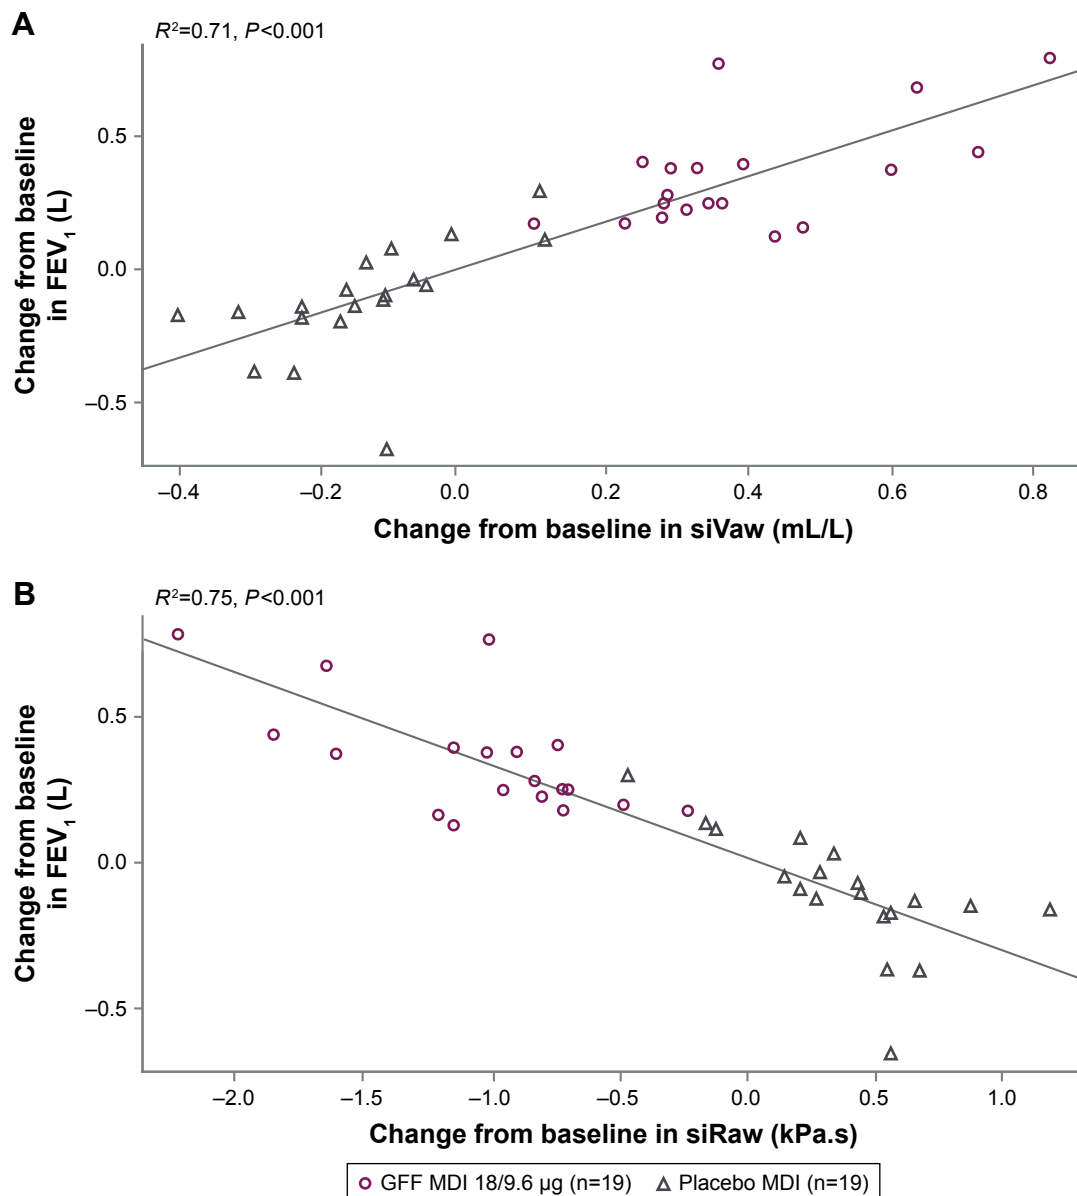 A
R²=0.71, P<0.001
Change from baseline
in FEV₁ (L)
0.5
0.0
–0.5
–0.4
–0.2
0.0
0.2
0.4
0.6
0.8
Change from baseline in siVaw (mL/L)
B
R²=0.75, P<0.001
Change from baseline
in FEV₁ (L)
0.5
0.0
–0.5
–2.0
–1.5
–1.0
–0.5
0.0
0.5
1.0
Change from baseline in siRaw (kPa.s)
GFF MDI 18/9.6 µg (n=19)
Placebo MDI (n=19)